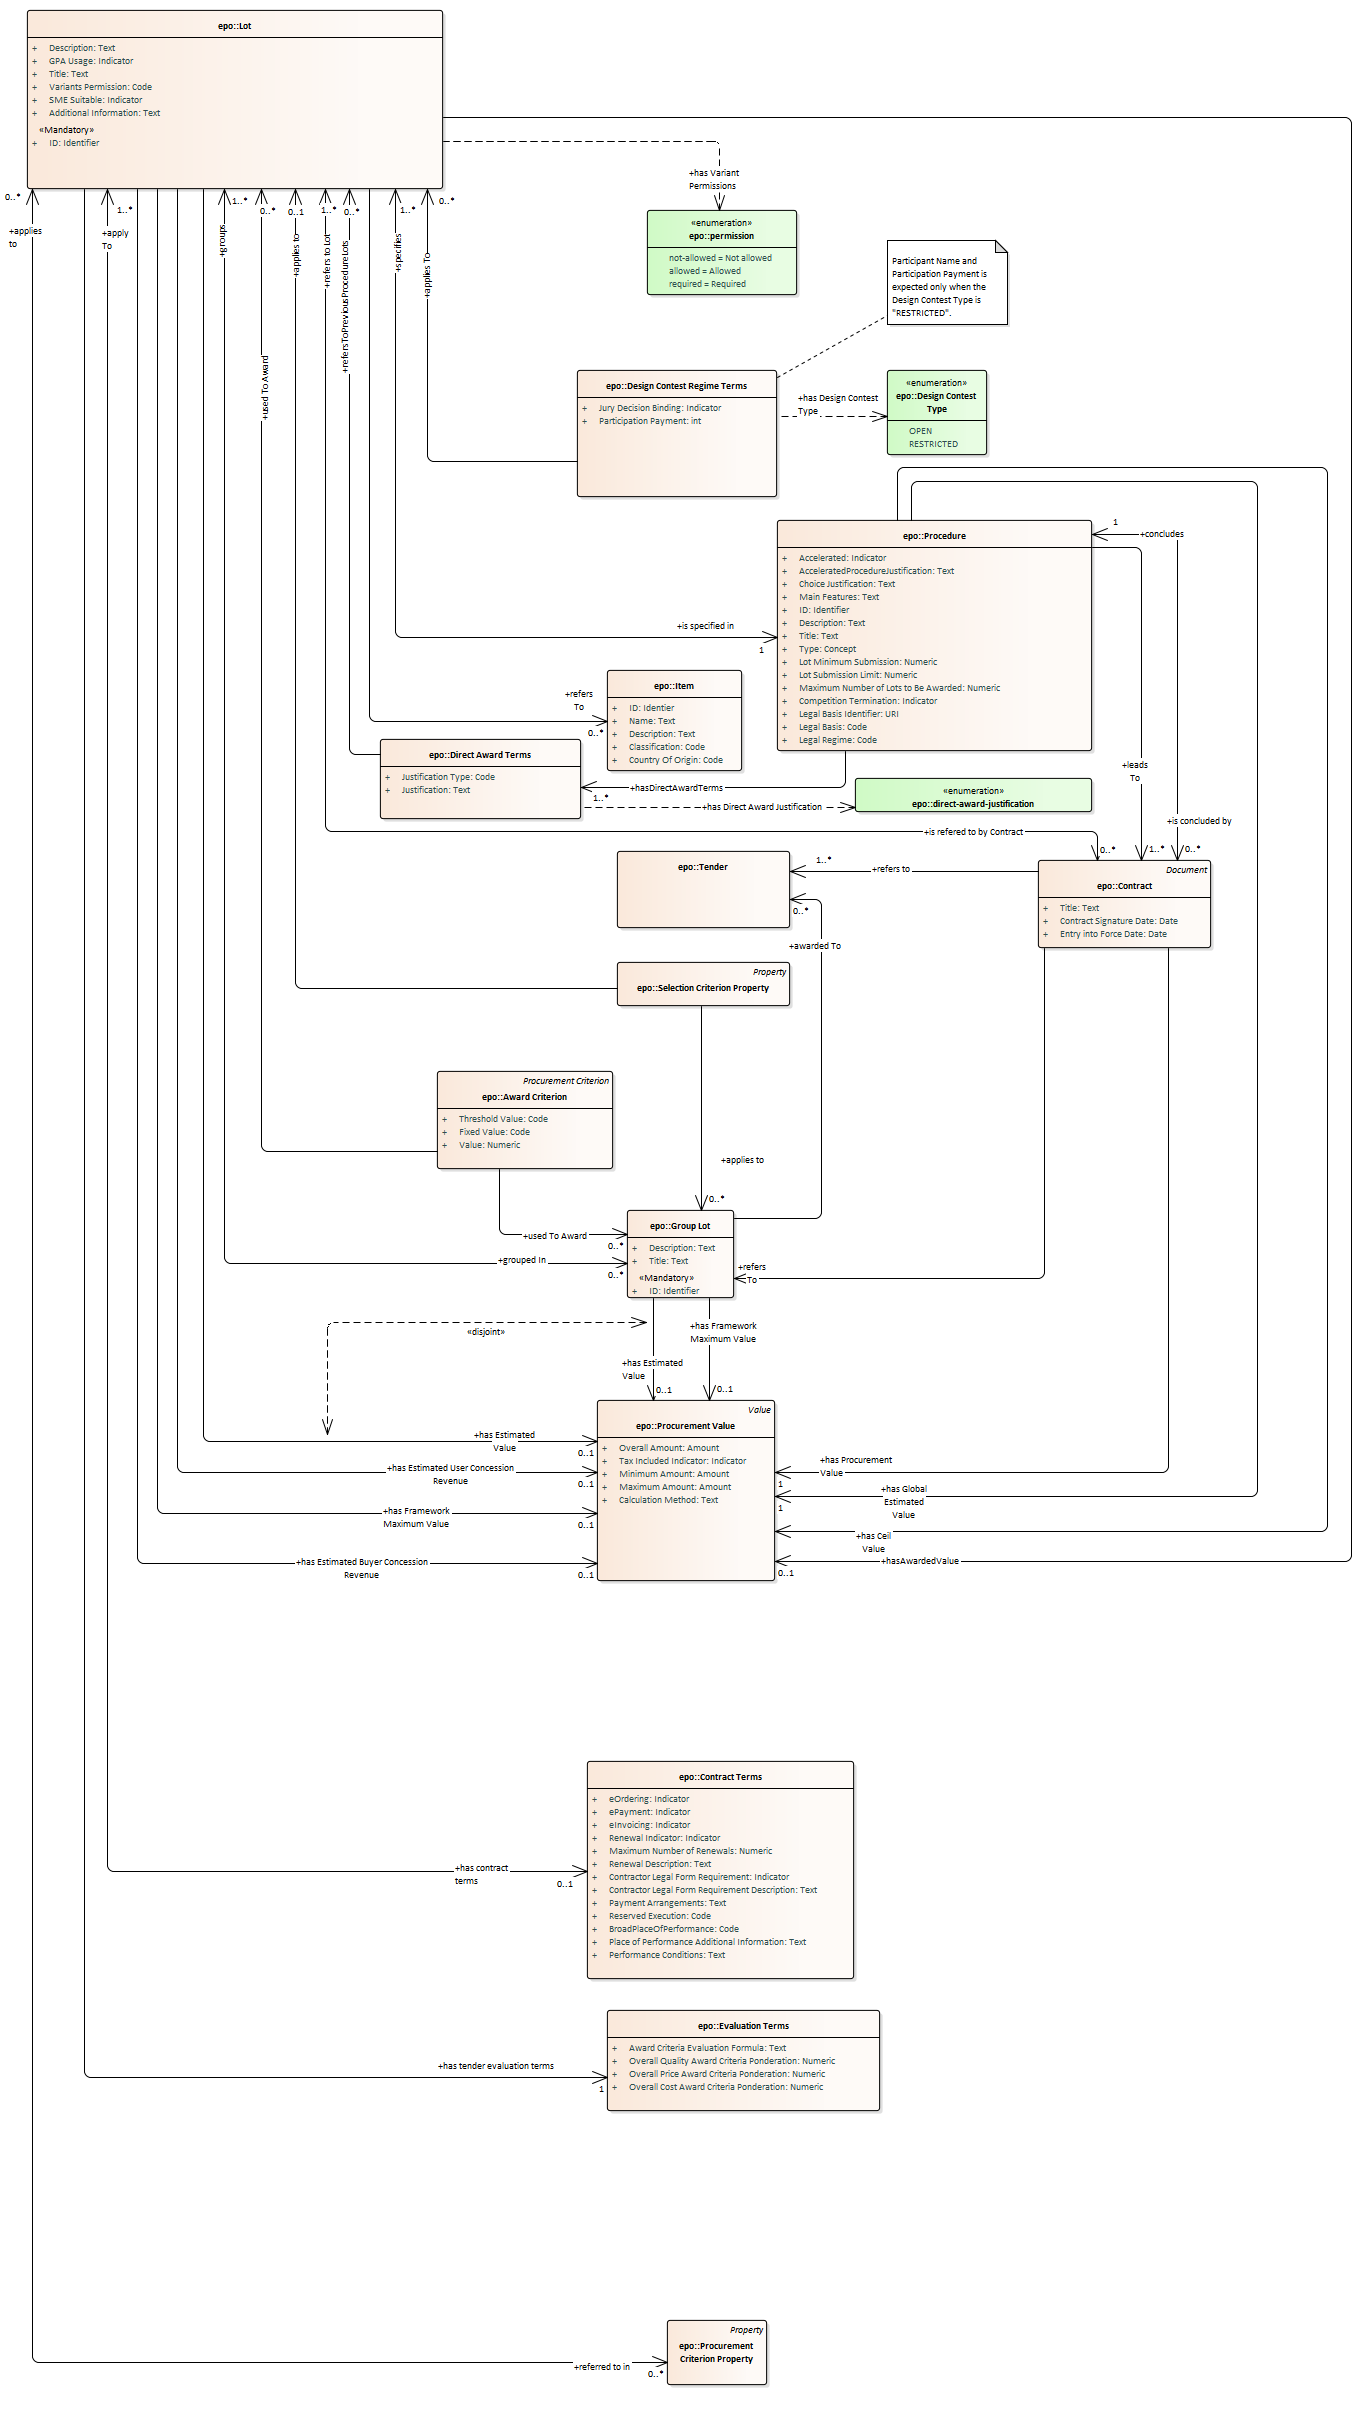 epo::Lot
+ Description: Text
+ GPA Usage: Indicator
+ Title: Text
+ Variants Permission: Code
+ SME Suitable: Indicator
+ Additional Information: Text
«Mandatory»
+ ID: Identifier
0..*
+applies
to
1..*
+apply
To
1..*
+groups
0..*
+used To Award
0..1
+applies to
1..*
+refers to Lot
0..*
+refersToPreviousProcedureLots
1..*
+specifies
0..*
+applies To
+has Variant
Permissions
«enumeration»
epo::permission
not-allowed = Not allowed
allowed = Allowed
required = Required
Participant Name and
Participation Payment is
expected only when the
Design Contest Type is
"RESTRICTED".
epo::Design Contest Regime Terms
+ Jury Decision Binding: Indicator
+ Participation Payment: int
+has Design Contest
Type
«enumeration»
epo::Design Contest
Type
OPEN
RESTRICTED
epo::Procedure
+ Accelerated: Indicator
+ AcceleratedProcedureJustification: Text
+ Choice Justification: Text
+ Main Features: Text
+ ID: Identifier
+ Description: Text
+ Title: Text
+ Type: Concept
+ Lot Minimum Submission: Numeric
+ Lot Submission Limit: Numeric
+ Maximum Number of Lots to Be Awarded: Numeric
+ Competition Termination: Indicator
+ Legal Basis Identifier: URI
+ Legal Basis: Code
+ Legal Regime: Code
1
+concludes
+is specified in
1
epo::Item
+ ID: Identier
+ Name: Text
+ Description: Text
+ Classification: Code
+ Country Of Origin: Code
+refers
To
0..*
epo::Direct Award Terms
+ Justification Type: Code
+ Justification: Text
+hasDirectAwardTerms
1..*
+has Direct Award Justification
«enumeration»
epo::direct-award-justification
+leads
To
1..*
+is concluded by
0..*
+is refered to by Contract
0..*
epo::Tender
1..*
+refers to
0..*
+awarded To
Document
epo::Contract
+ Title: Text
+ Contract Signature Date: Date
+ Entry into Force Date: Date
Property
epo::Selection Criterion Property
Procurement Criterion
epo::Award Criterion
+ Threshold Value: Code
+ Fixed Value: Code
+ Value: Numeric
+applies to
0..*
+used To Award
0..*
+grouped In
0..*
epo::Group Lot
+ Description: Text
+ Title: Text
«Mandatory»
+ ID: Identifier
+refers
To
«disjoint»
+has Framework
Maximum Value
0..1
+has Estimated
Value
0..1
Value
epo::Procurement Value
+ Overall Amount: Amount
+ Tax Included Indicator: Indicator
+ Minimum Amount: Amount
+ Maximum Amount: Amount
+ Calculation Method: Text
+has Estimated
Value
0..1
+has Estimated User Concession
Revenue
0..1
+has Framework
Maximum Value
0..1
+has Estimated Buyer Concession
Revenue
0..1
+has Procurement
Value
1
+has Global
Estimated
Value
1
+has Ceil
Value
+hasAwardedValue
0..1
epo::Contract Terms
+ eOrdering: Indicator
+ ePayment: Indicator
+ eInvoicing: Indicator
+ Renewal Indicator: Indicator
+ Maximum Number of Renewals: Numeric
+ Renewal Description: Text
+ Contractor Legal Form Requirement: Indicator
+ Contractor Legal Form Requirement Description: Text
+ Payment Arrangements: Text
+ Reserved Execution: Code
+ BroadPlaceOfPerformance: Code
+ Place of Performance Additional Information: Text
+ Performance Conditions: Text
+has contract
terms
0..1
epo::Evaluation Terms
+ Award Criteria Evaluation Formula: Text
+ Overall Quality Award Criteria Ponderation: Numeric
+ Overall Price Award Criteria Ponderation: Numeric
+ Overall Cost Award Criteria Ponderation: Numeric
+has tender evaluation terms
1
Property
epo::Procurement
Criterion Property
+referred to in
0..*